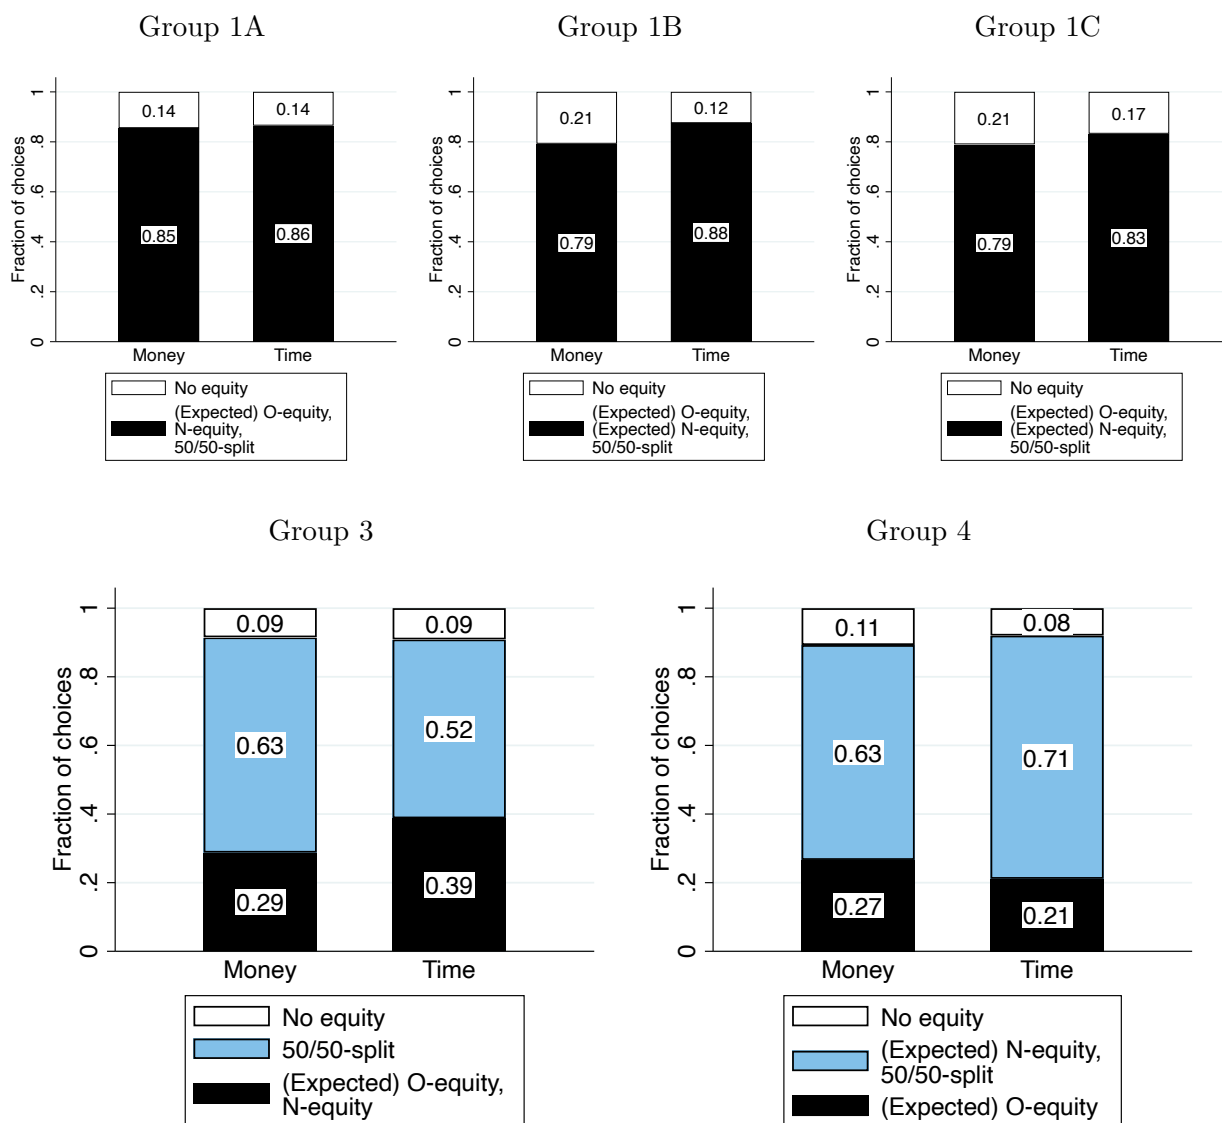 Group 1A
Group 1B
Group 1C
Fraction of choices
0 .2 .4 .6 .8 1
0.14
0.14
0.85
0.86
Money Time
No equity
(Expected) O-equity,
N-equity,
50/50-split
Fraction of choices
0 .2 .4 .6 .8 1
0.21
0.12
0.79
0.88
Money Time
No equity
(Expected) O-equity,
(Expected) N-equity,
50/50-split
Fraction of choices
0 .2 .4 .6 .8 1
0.21
0.17
0.79
0.83
Money Time
No equity
(Expected) O-equity,
(Expected) N-equity,
50/50-split
Group 3
Group 4
Fraction of choices
0 .2 .4 .6 .8 1
0.09
0.09
0.63
0.52
0.29
0.39
Money Time
No equity
50/50-split
(Expected) O-equity,
N-equity
Fraction of choices
0 .2 .4 .6 .8 1
0.11
0.08
0.63
0.71
0.27
0.21
Money Time
No equity
(Expected) N-equity,
50/50-split
(Expected) O-equity